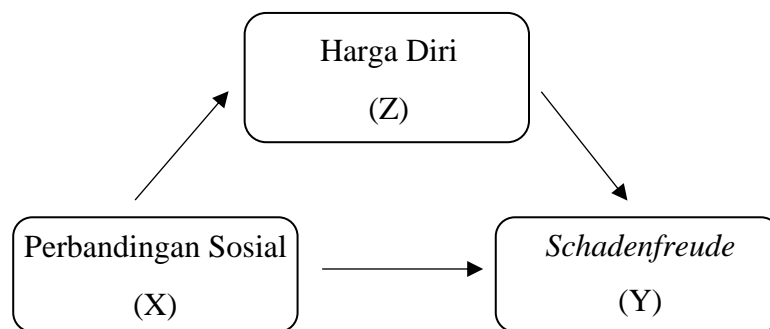 Harga Diri
(Z)
Perbandingan Sosial
(X)
Schadenfreude
(Y)